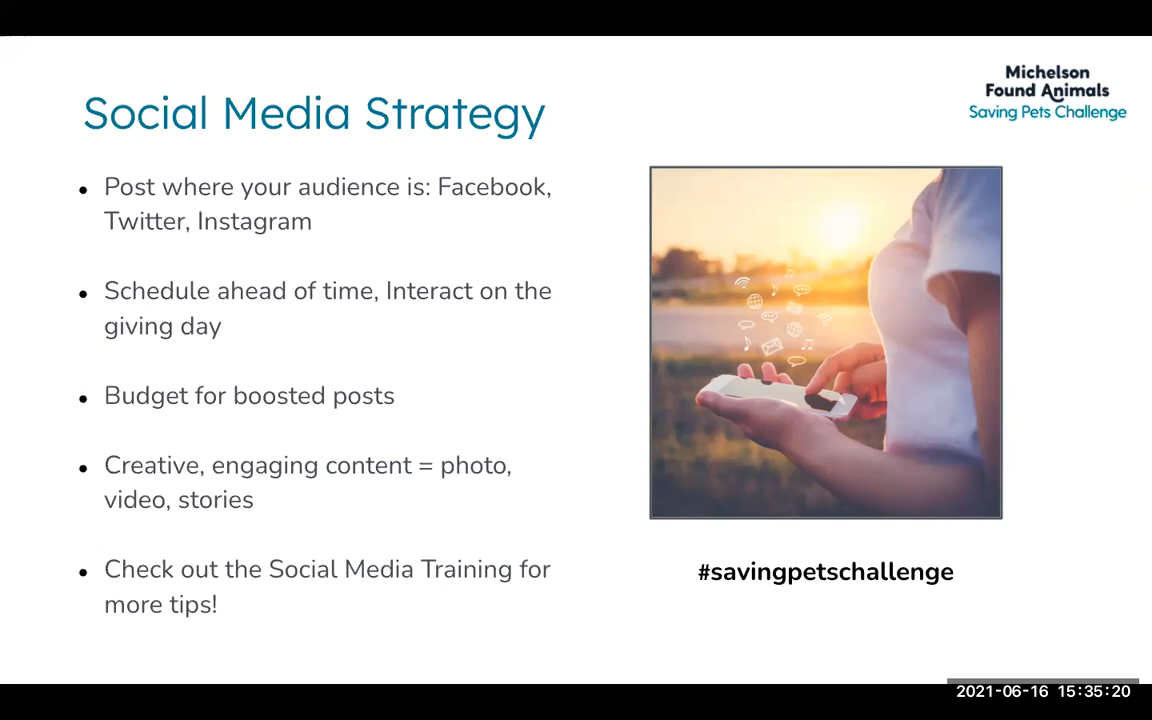 Michelson
Found Animals
Saving Pets Challenge
Social Media Strategy
• Post where your audience is: Facebook,
Twitter, Instagram
• Schedule ahead of time, Interact on the
giving day
• Budget for boosted posts
• Creative, engaging content = photo,
video, stories
• Check out the Social Media Training for
more tips!
#savingpetschallenge
2021-06-16 15:35:20